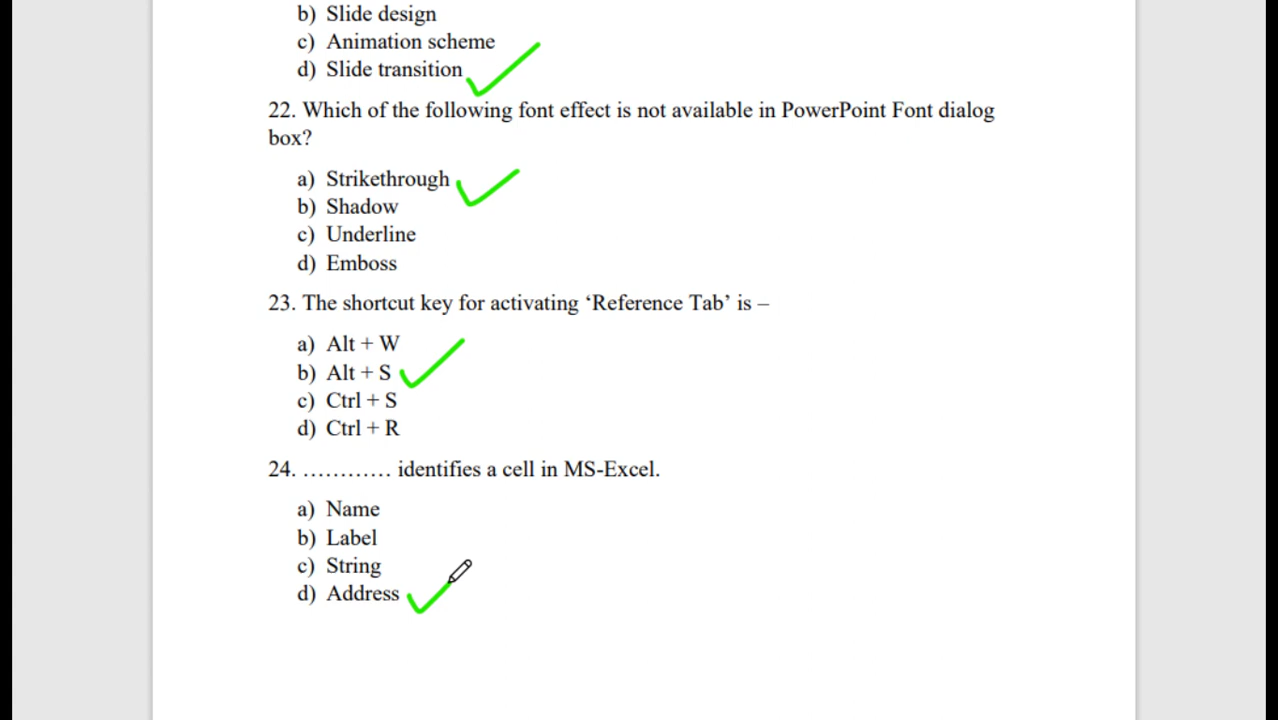 b) Slide design
c) Animation scheme
d) Slide transition
22. Which of the following font effect is not available in PowerPoint Font dialog
box?
a) Strikethrough
b) Shadow
c) Underline
d) Emboss
23. The shortcut key for activating ‘Reference Tab’ is –
a) Alt + W
b) Alt + S
c) Ctrl + S
d) Ctrl + R
24. ………… identifies a cell in MS-Excel.
a) Name
b) Label
c) String
d) Address